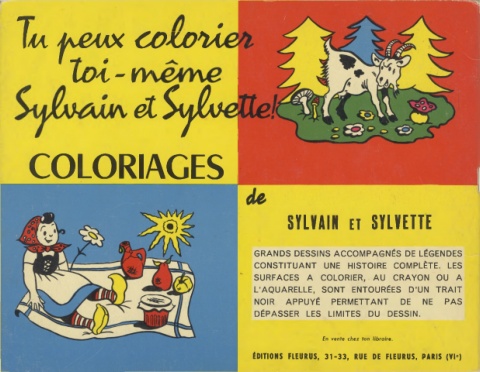 Tu peux colorier
toi-même
Sylvain et Sylvette!
COLORIAGES
de
SYLVAIN ET SYLVETTE
GRANDS DESSINS ACCOMPAGNÉS DE LÉGENDES
CONSTITUANT UNE HISTOIRE COMPLÈTE. LES
SURFACES A COLORIER, AU CRAYON OU A
L'AQUARELLE, SONT ENTOURÉES D'UN TRAIT
NOIR APPUYÉ PERMETTANT DE NE PAS
DÉPASSER LES LIMITES DU DESSIN.
En vente chez ton libraire.
ÉDITIONS FLEURUS, 31-33, RUE DE FLEURUS, PARIS (VIe)